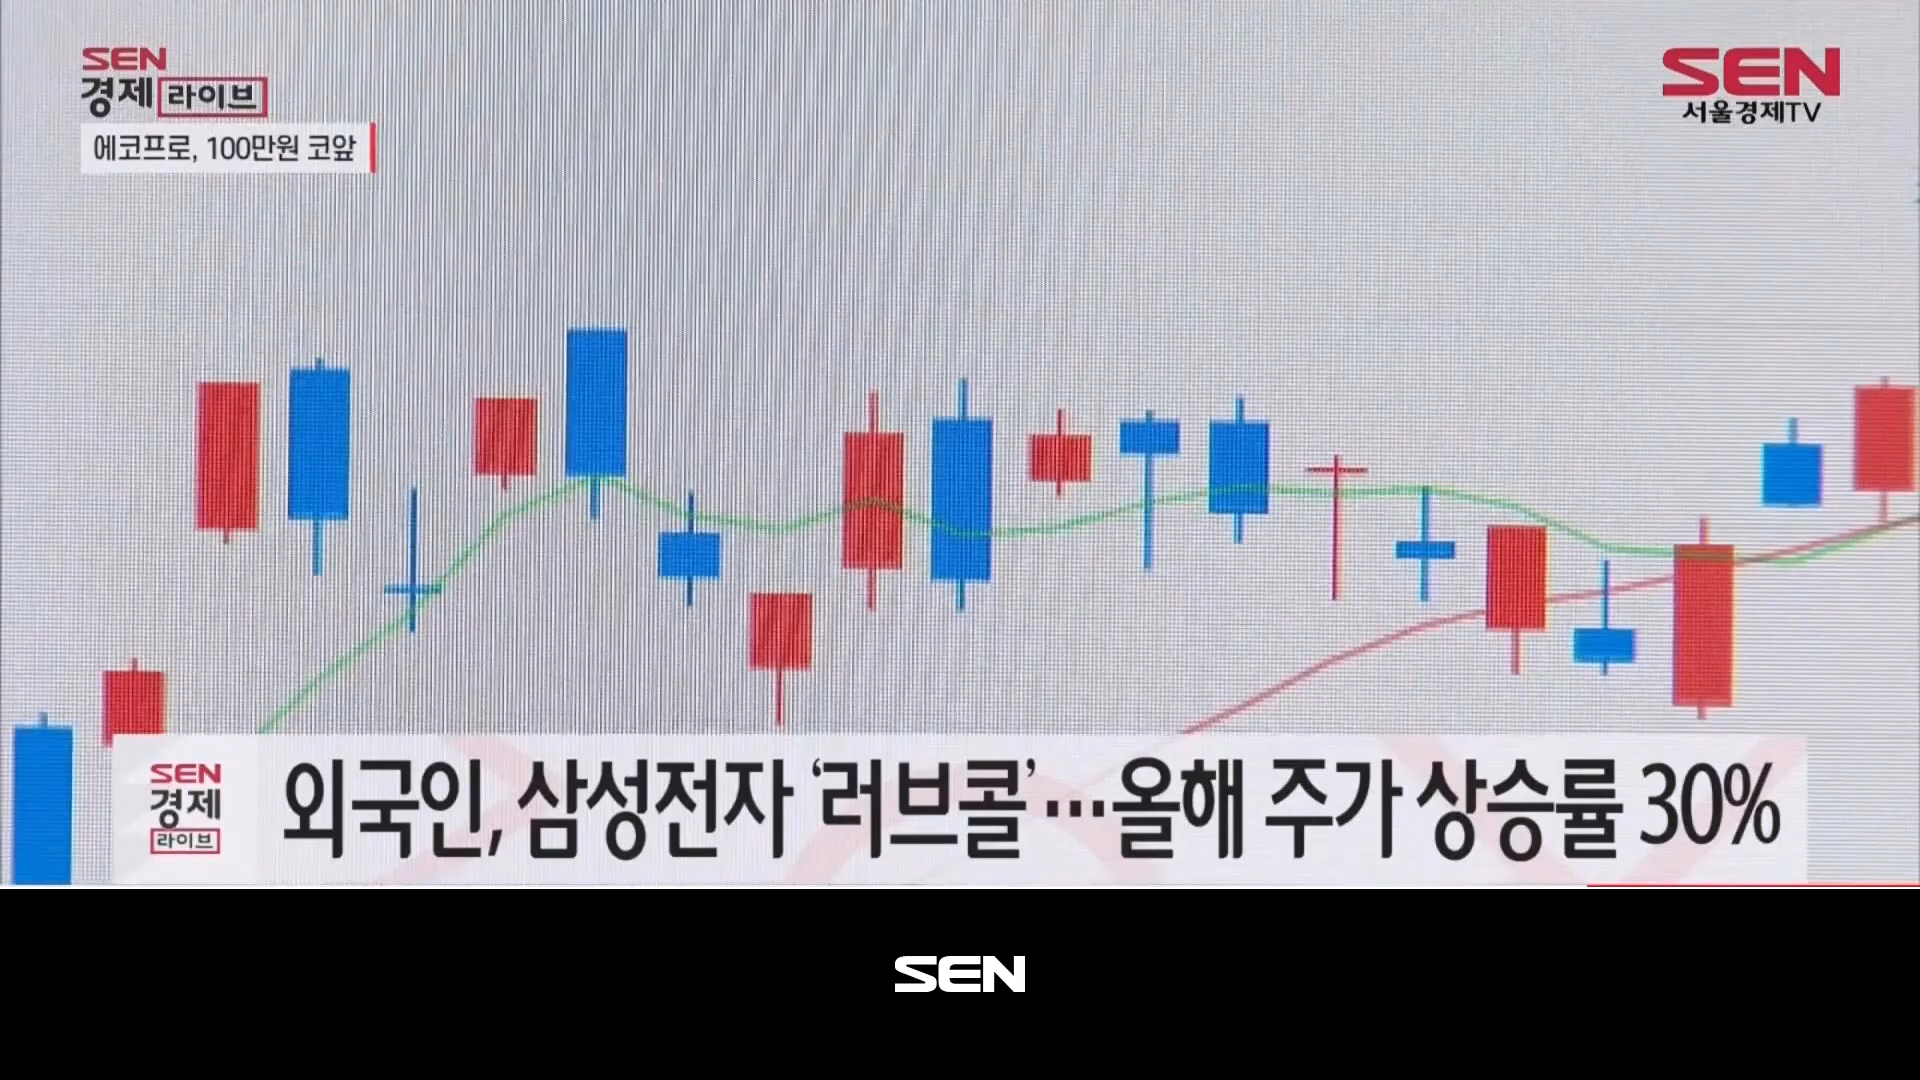 SEN
경제 라이브
에코프로, 100만원 코앞
SEN
서울경제TV
SEN
경제
라이브
외국인, 삼성전자 ‘러브콜’…올해 주가 상승률 30%
SEN